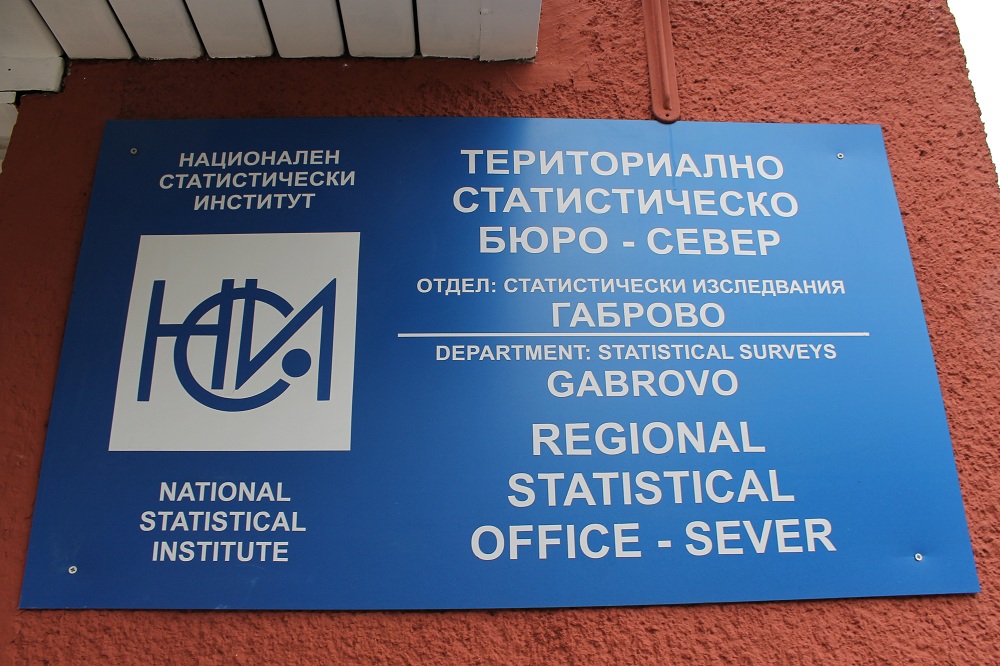 НАЦИОНАЛЕН
СТАТИСТИЧЕСКИ
ИНСТИТУТ
НСИ
NATIONAL
STATISTICAL
INSTITUTE
ТЕРИТОРИАЛНО
СТАТИСТИЧЕСКО
БЮРО - СЕВЕР
ОТДЕЛ: СТАТИСТИЧЕСКИ ИЗСЛЕДВАНИЯ
ГАБРОВО
DEPARTMENT: STATISTICAL SURVEYS
GABROVO
REGIONAL
STATISTICAL
OFFICE - SEVER